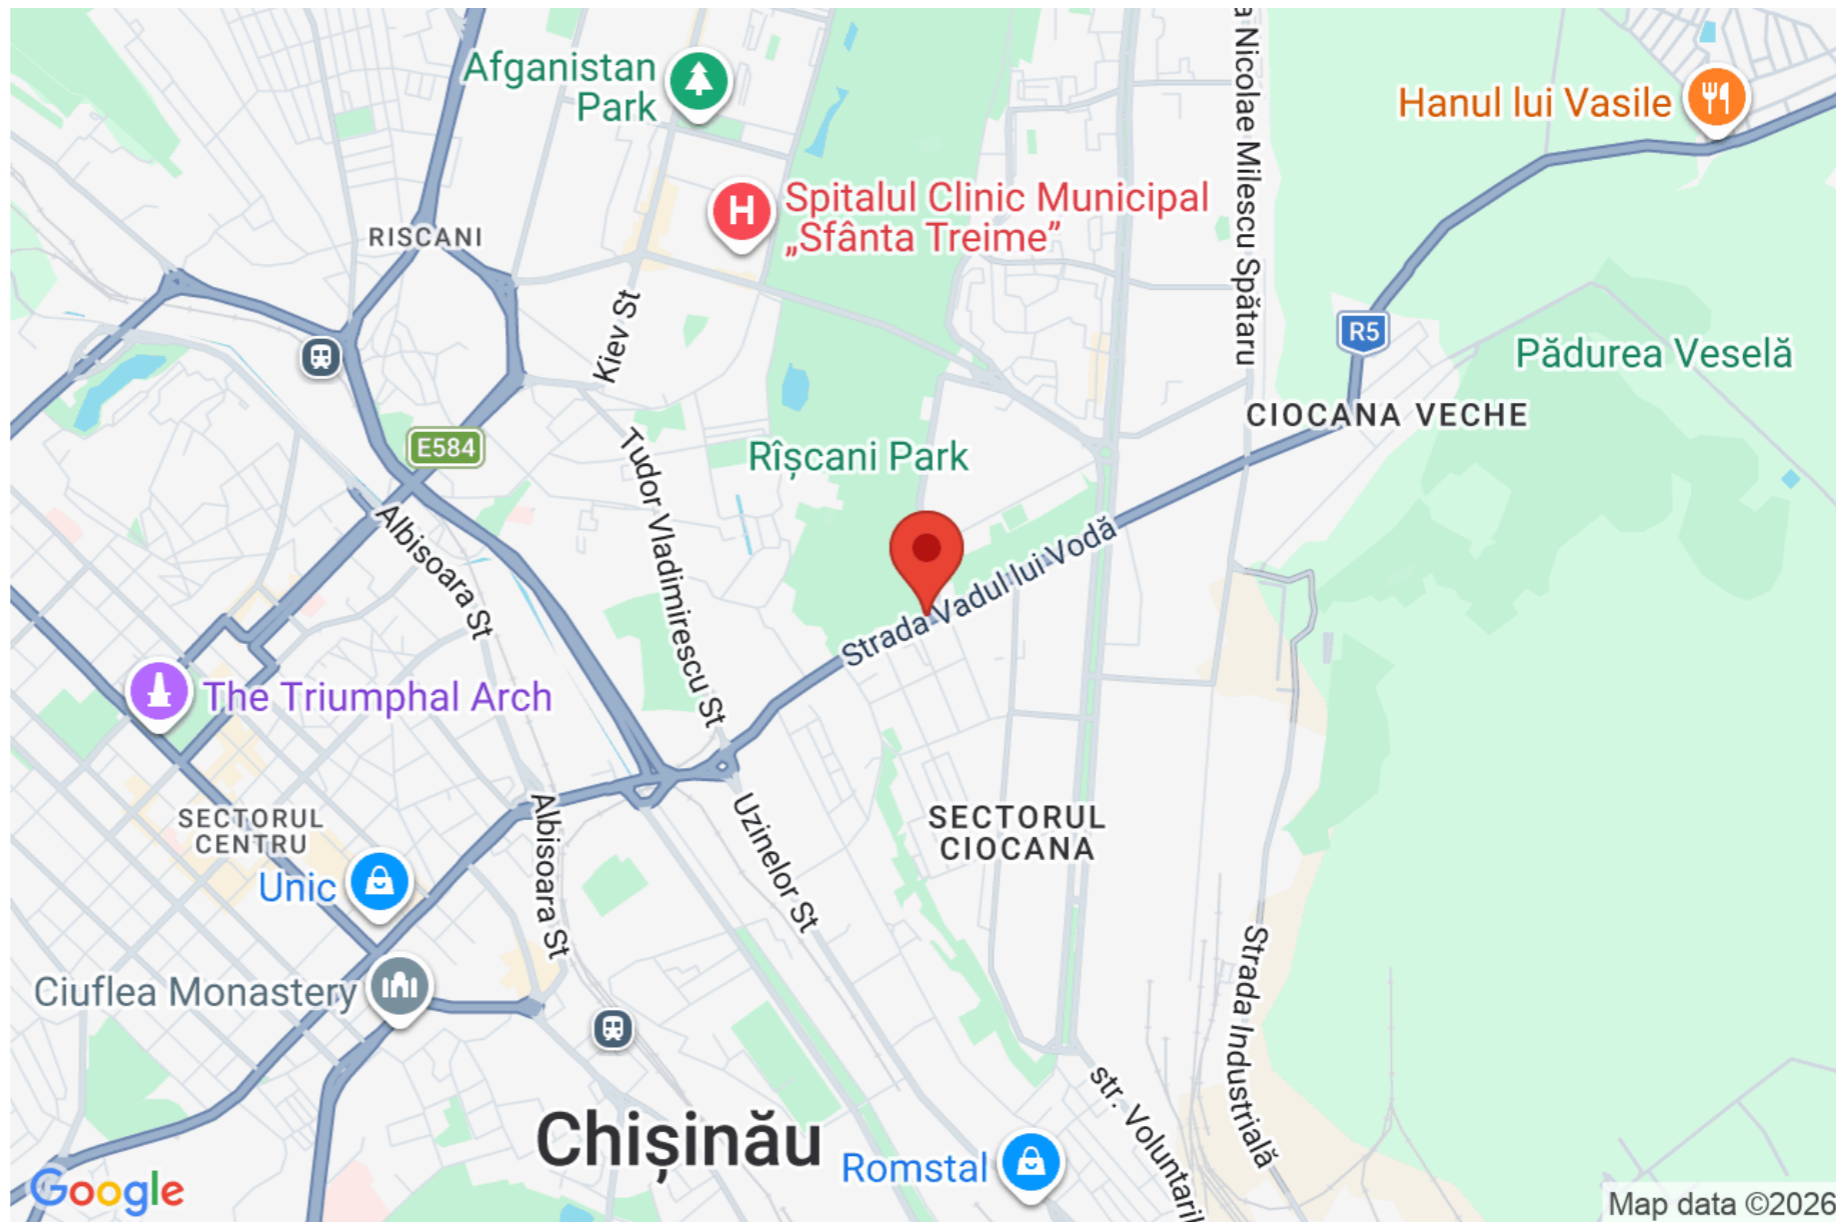 Afganistan
Park
a Nicolae Milescu Spătaru
Hanul lui Vasile
H
Spitalul Clinic Municipal
„Sfânta Treime”
RISCANI
Kiev St
R5
Pădurea Veselă
CIOCANA VECHE
E584
Rîșcani Park
Tudor Vladimirescu St
Albisoara St
Strada Vadul lui Vodă
The Triumphal Arch
SECTORUL
CENTRU
Unic
Albisoara St
Uzinelor St
SECTORUL
CIOCANA
Ciuflea Monastery
Strada Industrială
str. Voluntaril
Chișinău
Romstal
Google
Map data ©2026